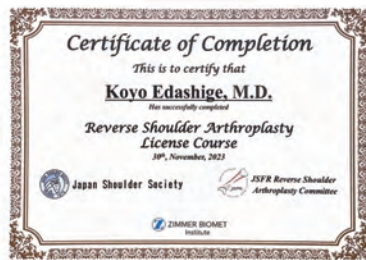 Certificate of Completion
This is to certify that
Koyo Edashige, M.D.
Has successfully completed
Reverse Shoulder Arthroplasty
License Course
30th, November, 2023
Japan Shoulder Society
JSFR Reverse Shoulder
Arthroplasty Committee
ZIMMER BIOMET
Institute